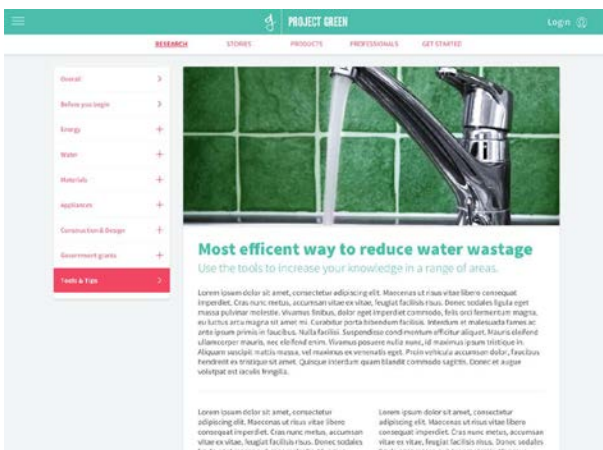 PROJECT GREEN
Login
RESEARCH STORIES PRODUCTS PROFESSIONALS GET STARTED
Overall
Before you begin
Energy
Water
Materials
Appliances
Construction & Design
Government grants
Tools & Tips
Most efficent way to reduce water wastage
Use the tools to increase your knowledge in a range of areas.
Lorem ipsum dolor sit amet, consectetur adipiscing elit. Maecenas ut risus vitae libero consequat
imperdiet. Cras nunc metus, accumsan vitae ex vitae, feugiat facilisis risus. Donec sodales ligula eget
massa pulvinar molestie. Vivamus finibus, dolor eget imperdiet commodo, felis orci fermentum magna,
eu luctus arcu magna sit amet mi. Curabitur porta bibendum facilisis. Interdum et malesuada fames ac
ante ipsum primis in faucibus. Nulla facilisi. Suspendisse condimentum efficitur aliquet. Mauris eleifend
ullamcorper mauris, nec eleifend enim. Vivamus posuere nulla nunc, id maximus ipsum tristique in.
Aliquam suscipit mattis massa, vel maximus ex venenatis eget. Proin vehicula accumsan dolor, faucibus
hendrerit ex tristique sit amet. Quisque interdum quam blandit commodo sagittis. Donec et augue
volutpat est iaculis fringilla.
Lorem ipsum dolor sit amet, consectetur
adipiscing elit. Maecenas ut risus vitae libero
consequat imperdiet. Cras nunc metus, accumsan
vitae ex vitae, feugiat facilisis risus. Donec sodales
Lorem ipsum dolor sit amet, consectetur
adipiscing elit. Maecenas ut risus vitae libero
consequat imperdiet. Cras nunc metus, accumsan
vitae ex vitae, feugiat facilisis risus. Donec sodales